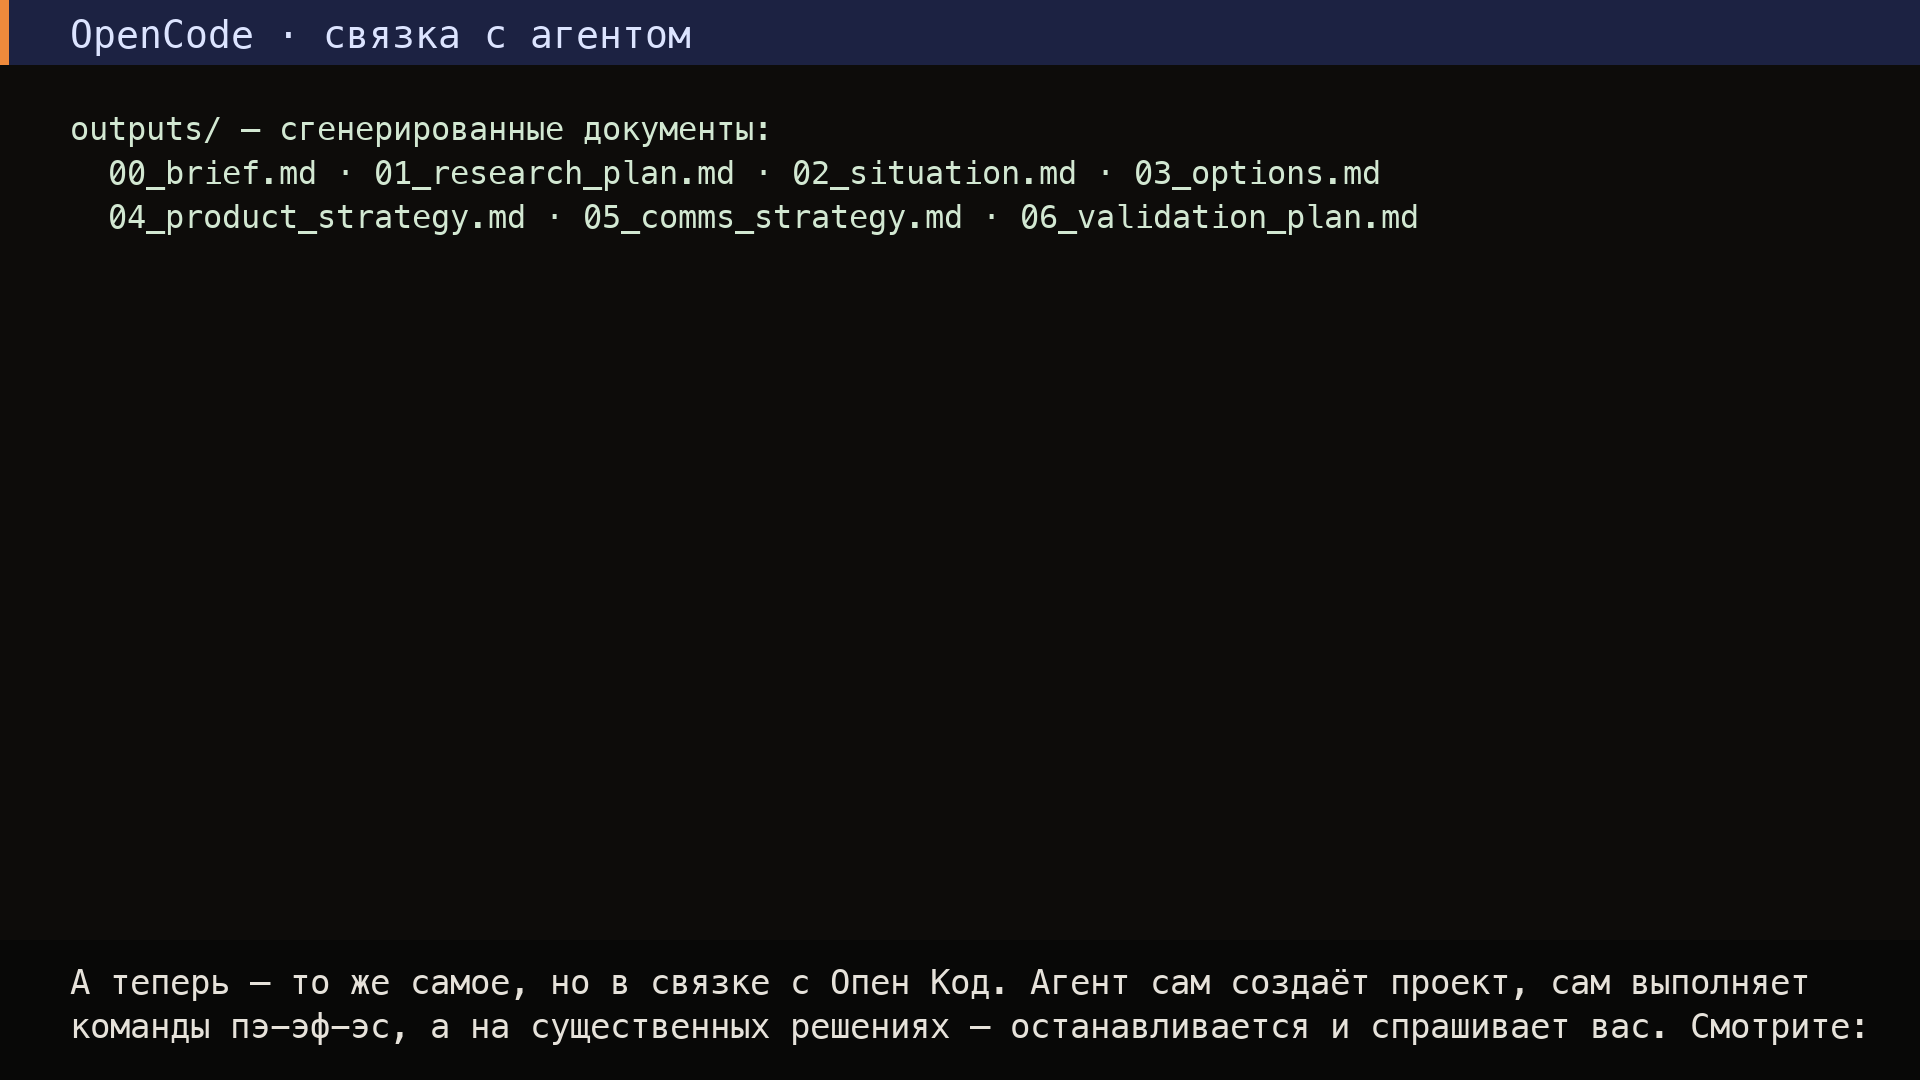 OpenCode · связка с агентом
outputs/ — сгенерированные документы:
00_brief.md · 01_research_plan.md · 02_situation.md · 03_options.md
04_product_strategy.md · 05_comms_strategy.md · 06_validation_plan.md
А теперь — то же самое, но в связке с Опен Код. Агент сам создаёт проект, сам выполняет
команды пэ-эф-эс, а на существенных решениях — останавливается и спрашивает вас. Смотрите: